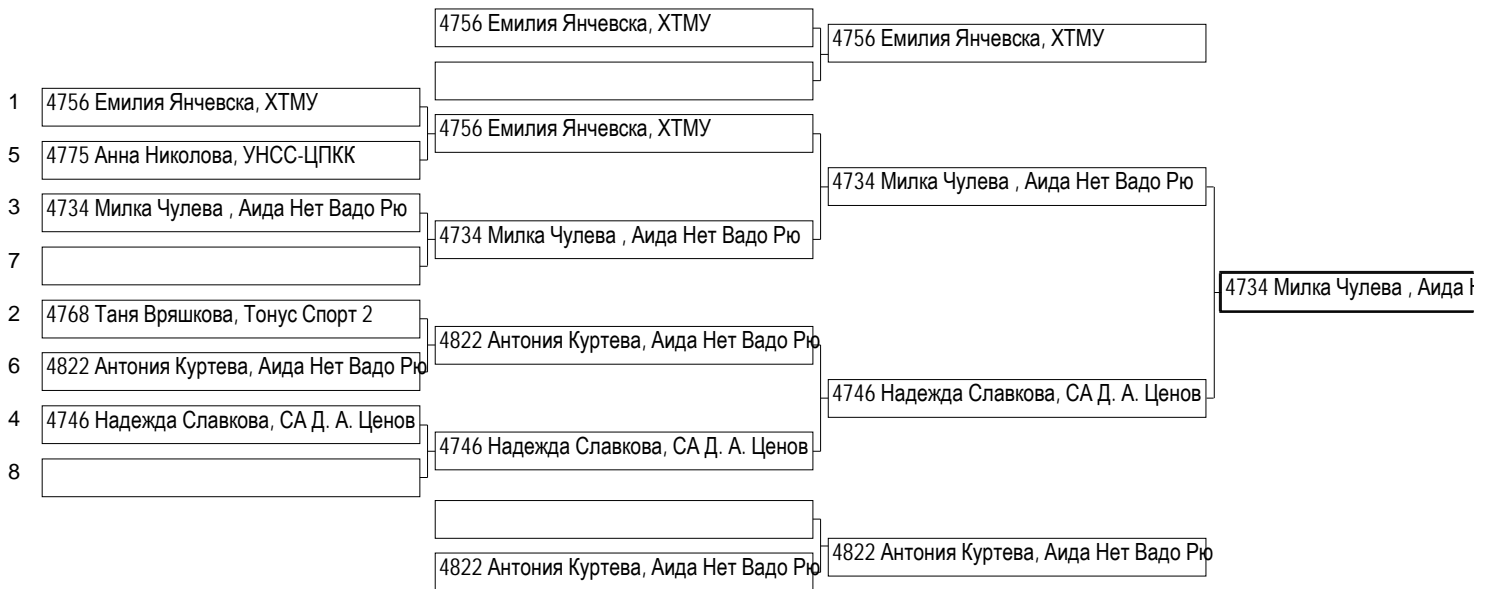 4756 Емилия Янчевска, ХТМУ
4756 Емилия Янчевска, ХТМУ
1 4756 Емилия Янчевска, ХТМУ
4756 Емилия Янчевска, ХТМУ
5 4775 Анна Николова, УНСС-ЦПКК
4734 Милка Чулева , Аида Нет Вадо Рю
3 4734 Милка Чулева , Аида Нет Вадо Рю
4734 Милка Чулева , Аида Нет Вадо Рю
7
4734 Милка Чулева , Аида
2 4768 Таня Вряшкова, Тонус Спорт 2
4822 Антония Куртева, Аида Нет Вадо Рю
6 4822 Антония Куртева, Аида Нет Вадо Рю
4746 Надежда Славкова, СА Д. А. Ценов
4 4746 Надежда Славкова, СА Д. А. Ценов
4746 Надежда Славкова, СА Д. А. Ценов
8
4822 Антония Куртева, Аида Нет Вадо Рю
4822 Антония Куртева, Аида Нет Вадо Рю